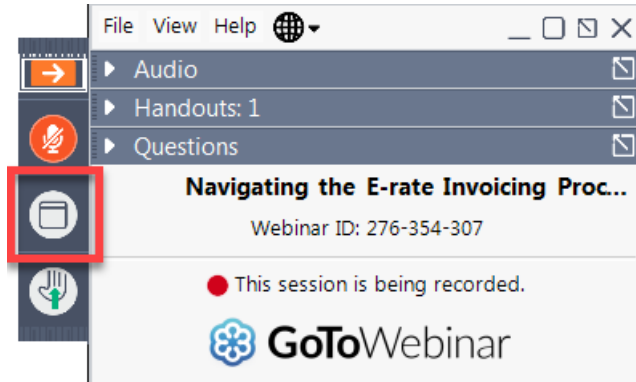 File View Help
Audio
Handouts: 1
Questions
Navigating the E-rate Invoicing Proc...
Webinar ID: 276-354-307
This session is being recorded.
GoToWebinar